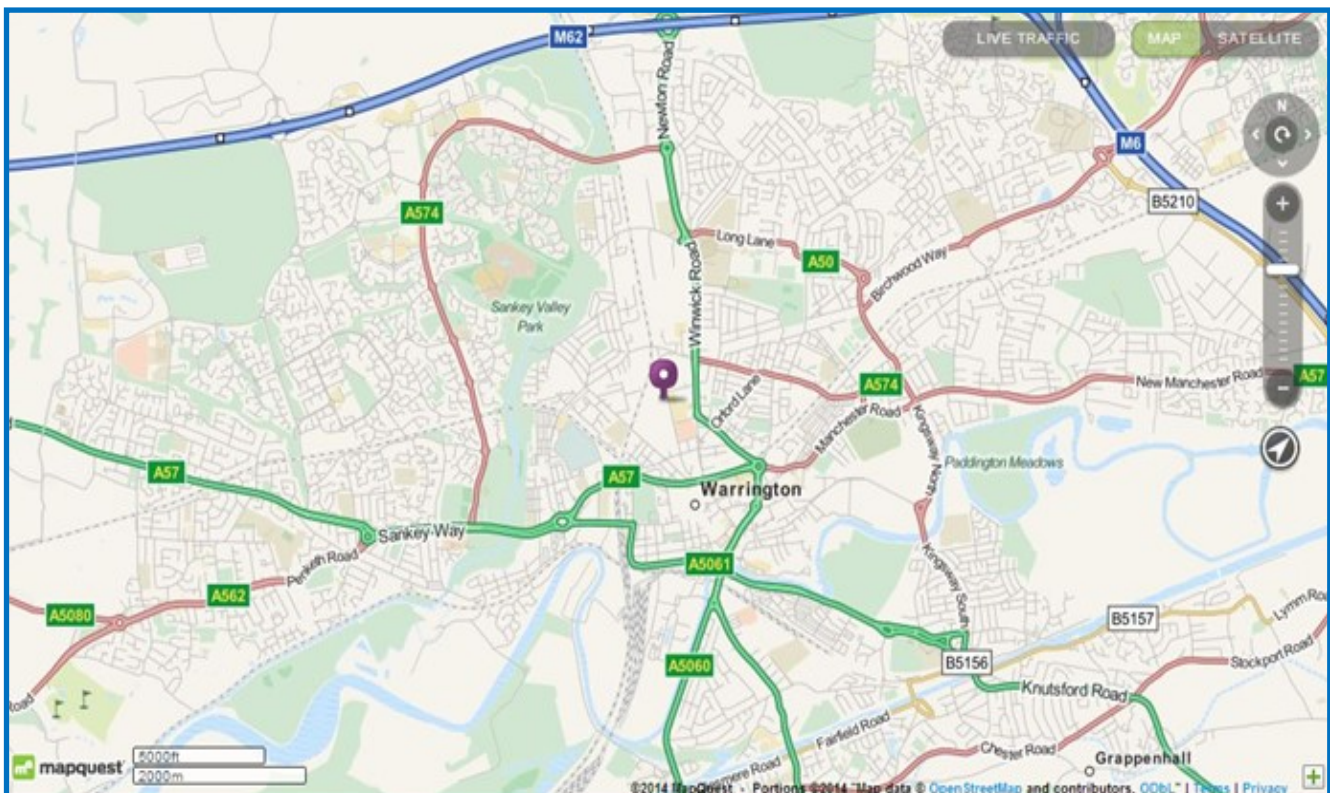 M62
LIVE TRAFFIC
MAP
SATELLITE
N
Newton Road
M6
B5210
A574
Long Lane
A50
Birchwood Way
Sankey Valley
Park
Winwick Road
A574
New Manchester Road
A57
Orford Lane
Manchester Road
Kingsway North
Paddington Meadows
A57
A57
Warrington
Sankey Way
Penketh Road
A5061
Kingsway South
A562
A5080
B5157
Lymm Roa
B5156
A5060
Stockport Road
Knutsford Road
Road
Fairfield Road
Chester Road
Grappenhall
mapquest
6000ft
2000m
©2014 MapQuest - Portions ©2014 "Map data © OpenStreetMap and contributors, ODbL" | Terms | Privacy